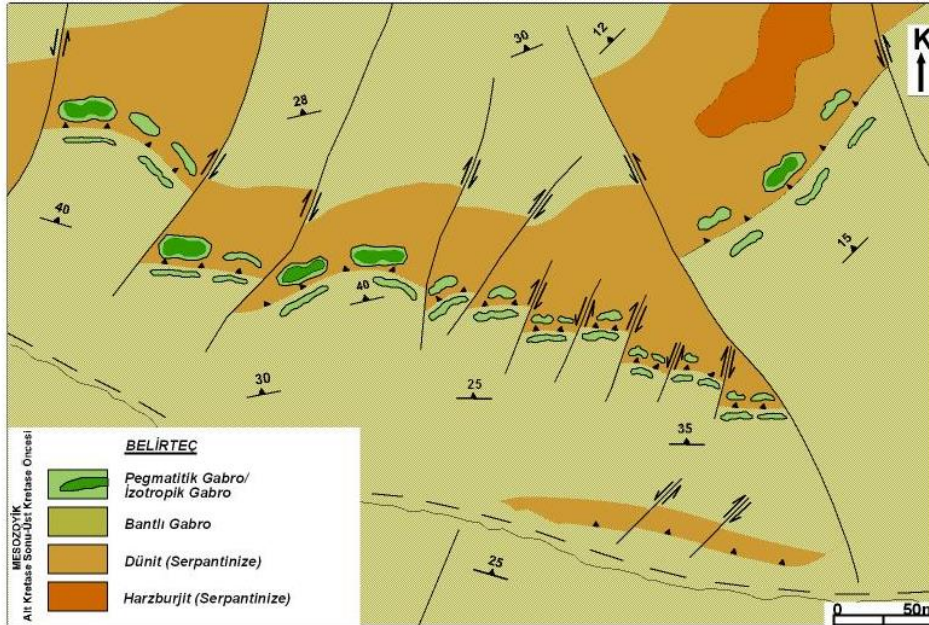 30
12
K
28
40
40
15
30
25
35
25
BELİRTEÇ
MESOZOYİK
Alt Kretase Sonu-Üst Kretase Öncesi
Pegmatitik Gabro/
İzotropik Gabro
Bantlı Gabro
Dünit (Serpantinize)
Harzburjit (Serpantinize)
0 50m